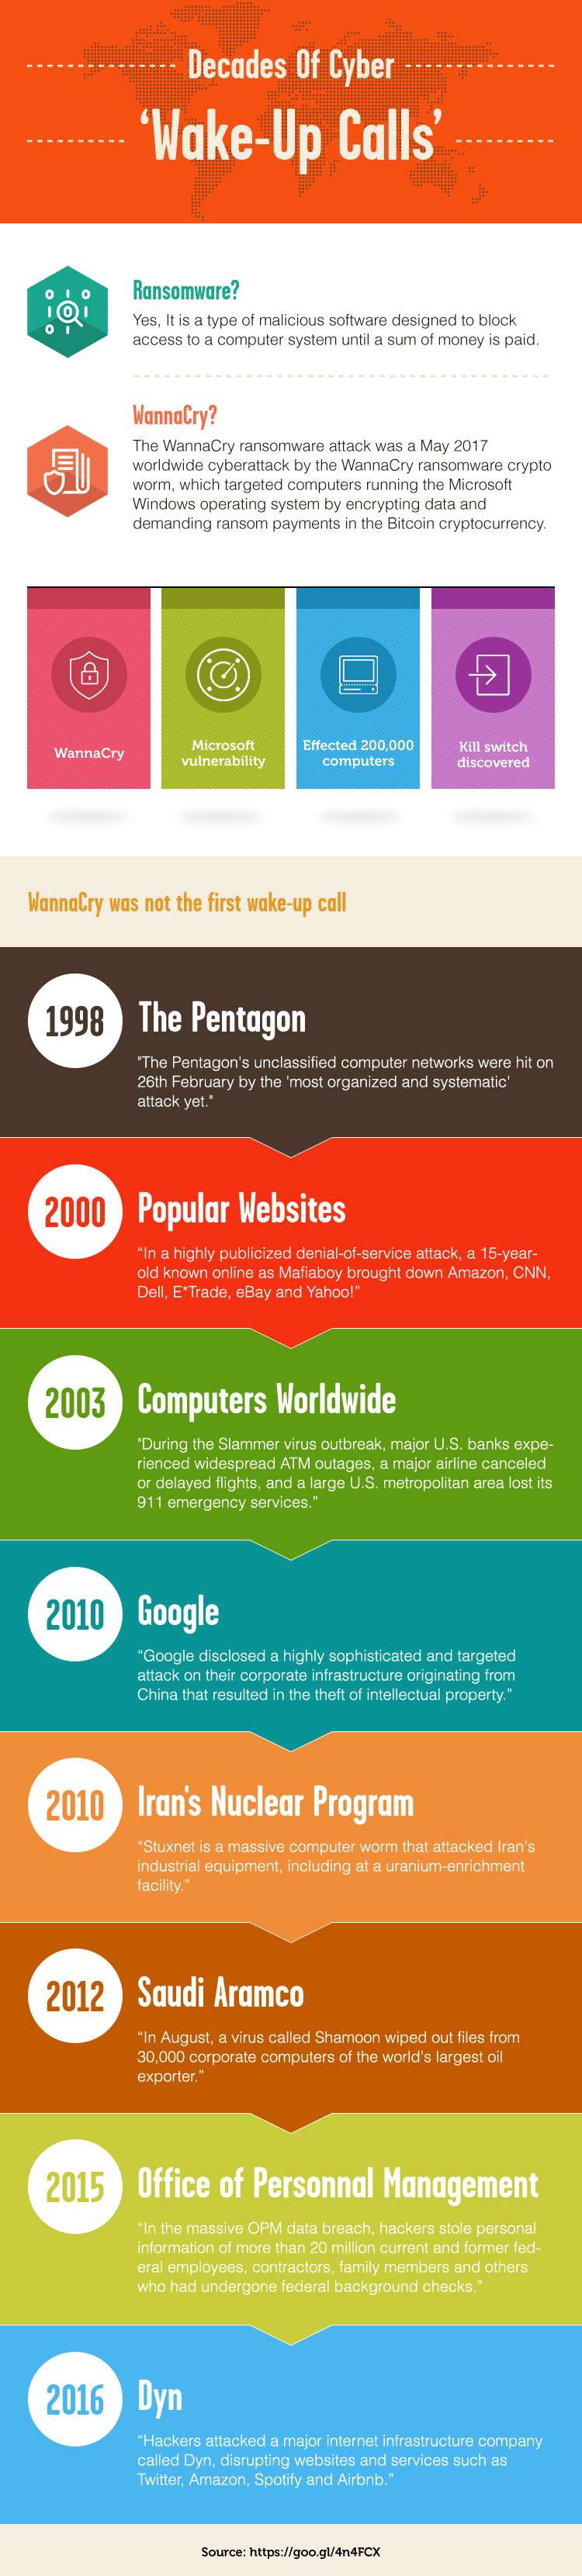 Decades Of Cyber
‘Wake-Up Calls’
Ransomware?
Yes, It is a type of malicious software designed to block
access to a computer system until a sum of money is paid.
WannaCry?
The WannaCry ransomware attack was a May 2017
worldwide cyberattack by the WannaCry ransomware crypto
worm, which targeted computers running the Microsoft
Windows operating system by encrypting data and
demanding ransom payments in the Bitcoin cryptocurrency.
WannaCry
Microsoft
vulnerability
Effected 200,000
computers
Kill switch
discovered
WannaCry was not the first wake-up call
1998
The Pentagon
"The Pentagon's unclassified computer networks were hit on
26th February by the 'most organized and systematic'
attack yet."
2000
Popular Websites
“In a highly publicized denial-of-service attack, a 15-year-
old known online as Mafiaboy brought down Amazon, CNN,
Dell, E*Trade, eBay and Yahoo!”
2003
Computers Worldwide
"During the Slammer virus outbreak, major U.S. banks expe-
rienced widespread ATM outages, a major airline canceled
or delayed flights, and a large U.S. metropolitan area lost its
911 emergency services.”
2010
Google
“Google disclosed a highly sophisticated and targeted
attack on their corporate infrastructure originating from
China that resulted in the theft of intellectual property.”
2010
Iran's Nuclear Program
“Stuxnet is a massive computer worm that attacked Iran's
industrial equipment, including at a uranium-enrichment
facility.”
2012
Saudi Aramco
“In August, a virus called Shamoon wiped out files from
30,000 corporate computers of the world's largest oil
exporter.”
2015
Office of Personnal Management
“In the massive OPM data breach, hackers stole personal
information of more than 20 million current and former fed-
eral employees, contractors, family members and others
who had undergone federal background checks.”
2016
Dyn
“Hackers attacked a major internet infrastructure company
called Dyn, disrupting websites and services such as
Twitter, Amazon, Spotify and Airbnb.”
Source: https://goo.gl/4n4FCX